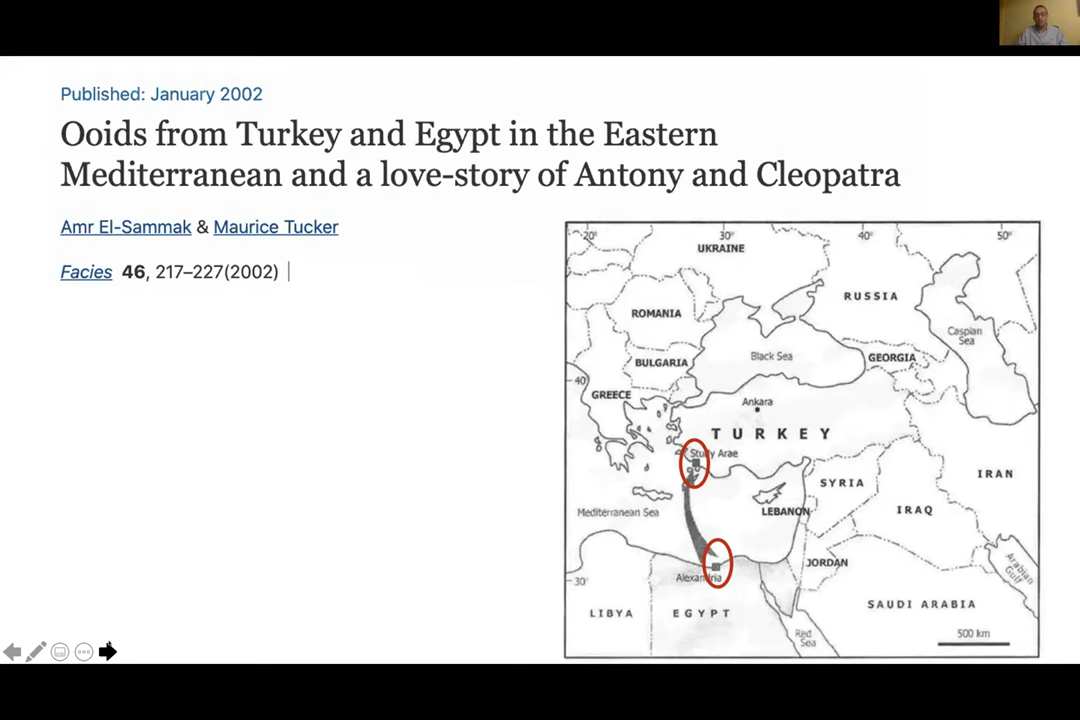 Published: January 2002
Ooids from Turkey and Egypt in the Eastern
Mediterranean and a love-story of Antony and Cleopatra
Amr El-Sammak & Maurice Tucker
Facies 46, 217–227(2002)
20°
30°
40°
50°
UKRAINE
RUSSIA
ROMANIA
Caspian
Sea
Black Sea
GEORGIA
BULGARIA
40
GREECE
Ankara
TURKEY
Study Arae
IRAN
SYRIA
Mediterranean Sea
LEBANON
IRAQ
JORDAN
Arabian
Gulf
30°
Alexandria
LIBYA
EGYPT
SAUDI ARABIA
Red
Sea
500 km